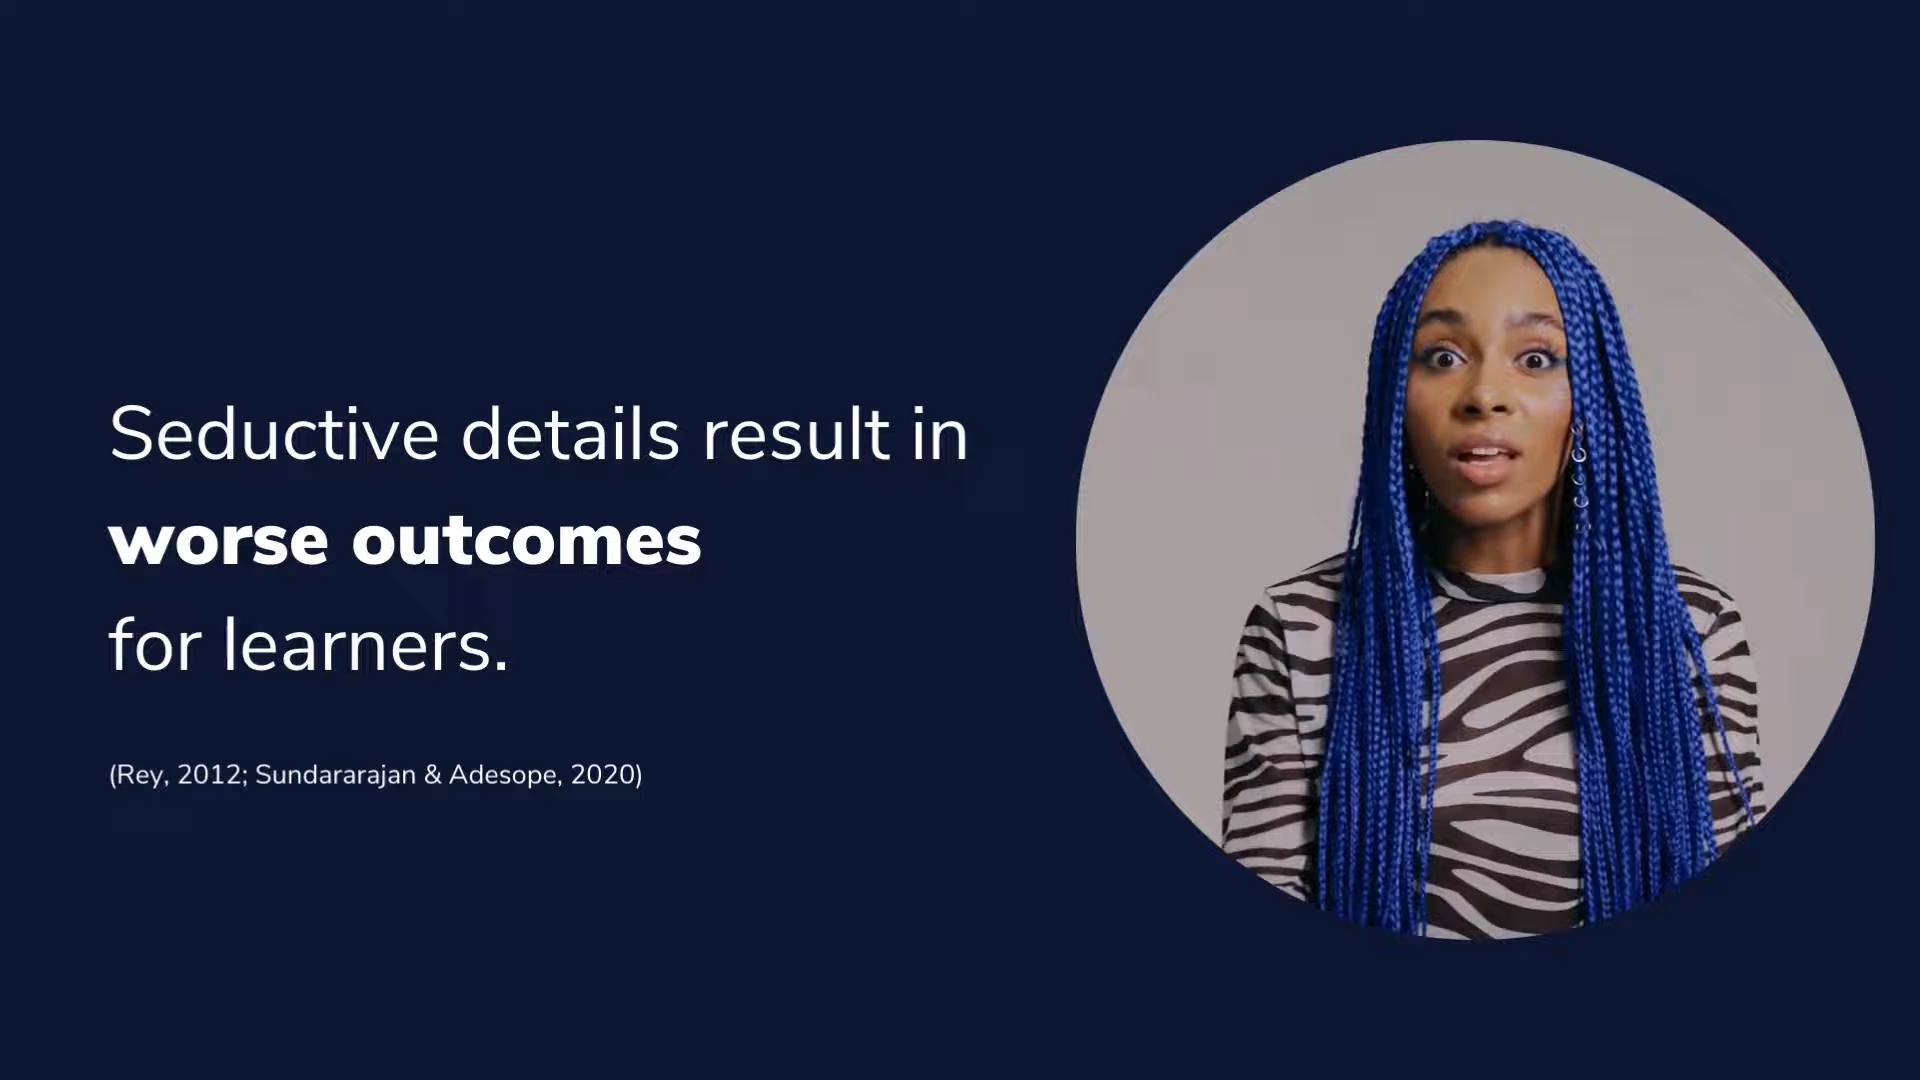 Seductive details result in
worse outcomes
for learners.
(Rey, 2012; Sundararajan & Adesope, 2020)